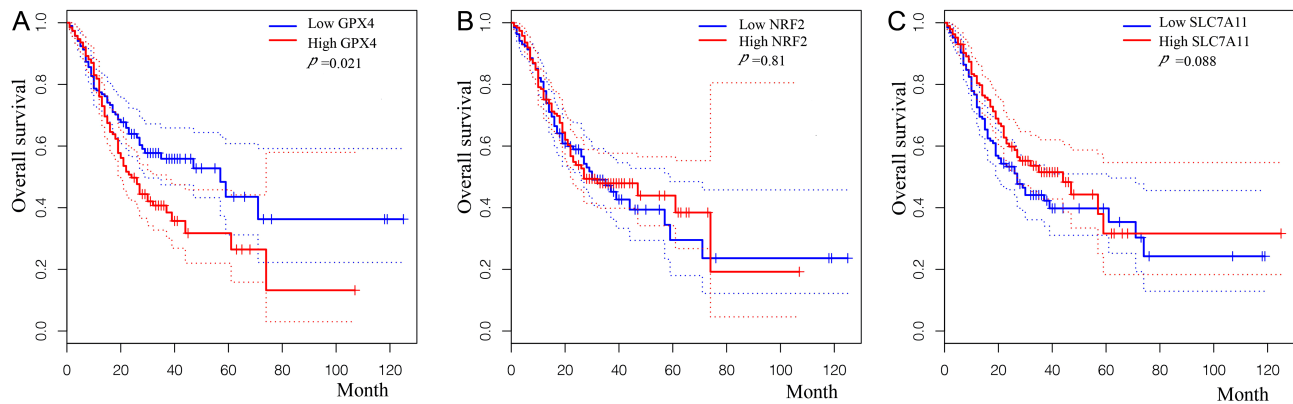 A
Low GPX4
High GPX4
p =0.021
Overall survival
1.0
0.8
0.6
0.4
0.2
0.0
0 20 40 60 80 100 120
Month
B
Low NRF2
High NRF2
p =0.81
Overall survival
1.0
0.8
0.6
0.4
0.2
0.0
0 20 40 60 80 100 120
Month
C
Low SLC7A11
High SLC7A11
p =0.088
Overall survival
1.0
0.8
0.6
0.4
0.2
0.0
0 20 40 60 80 100 120
Month